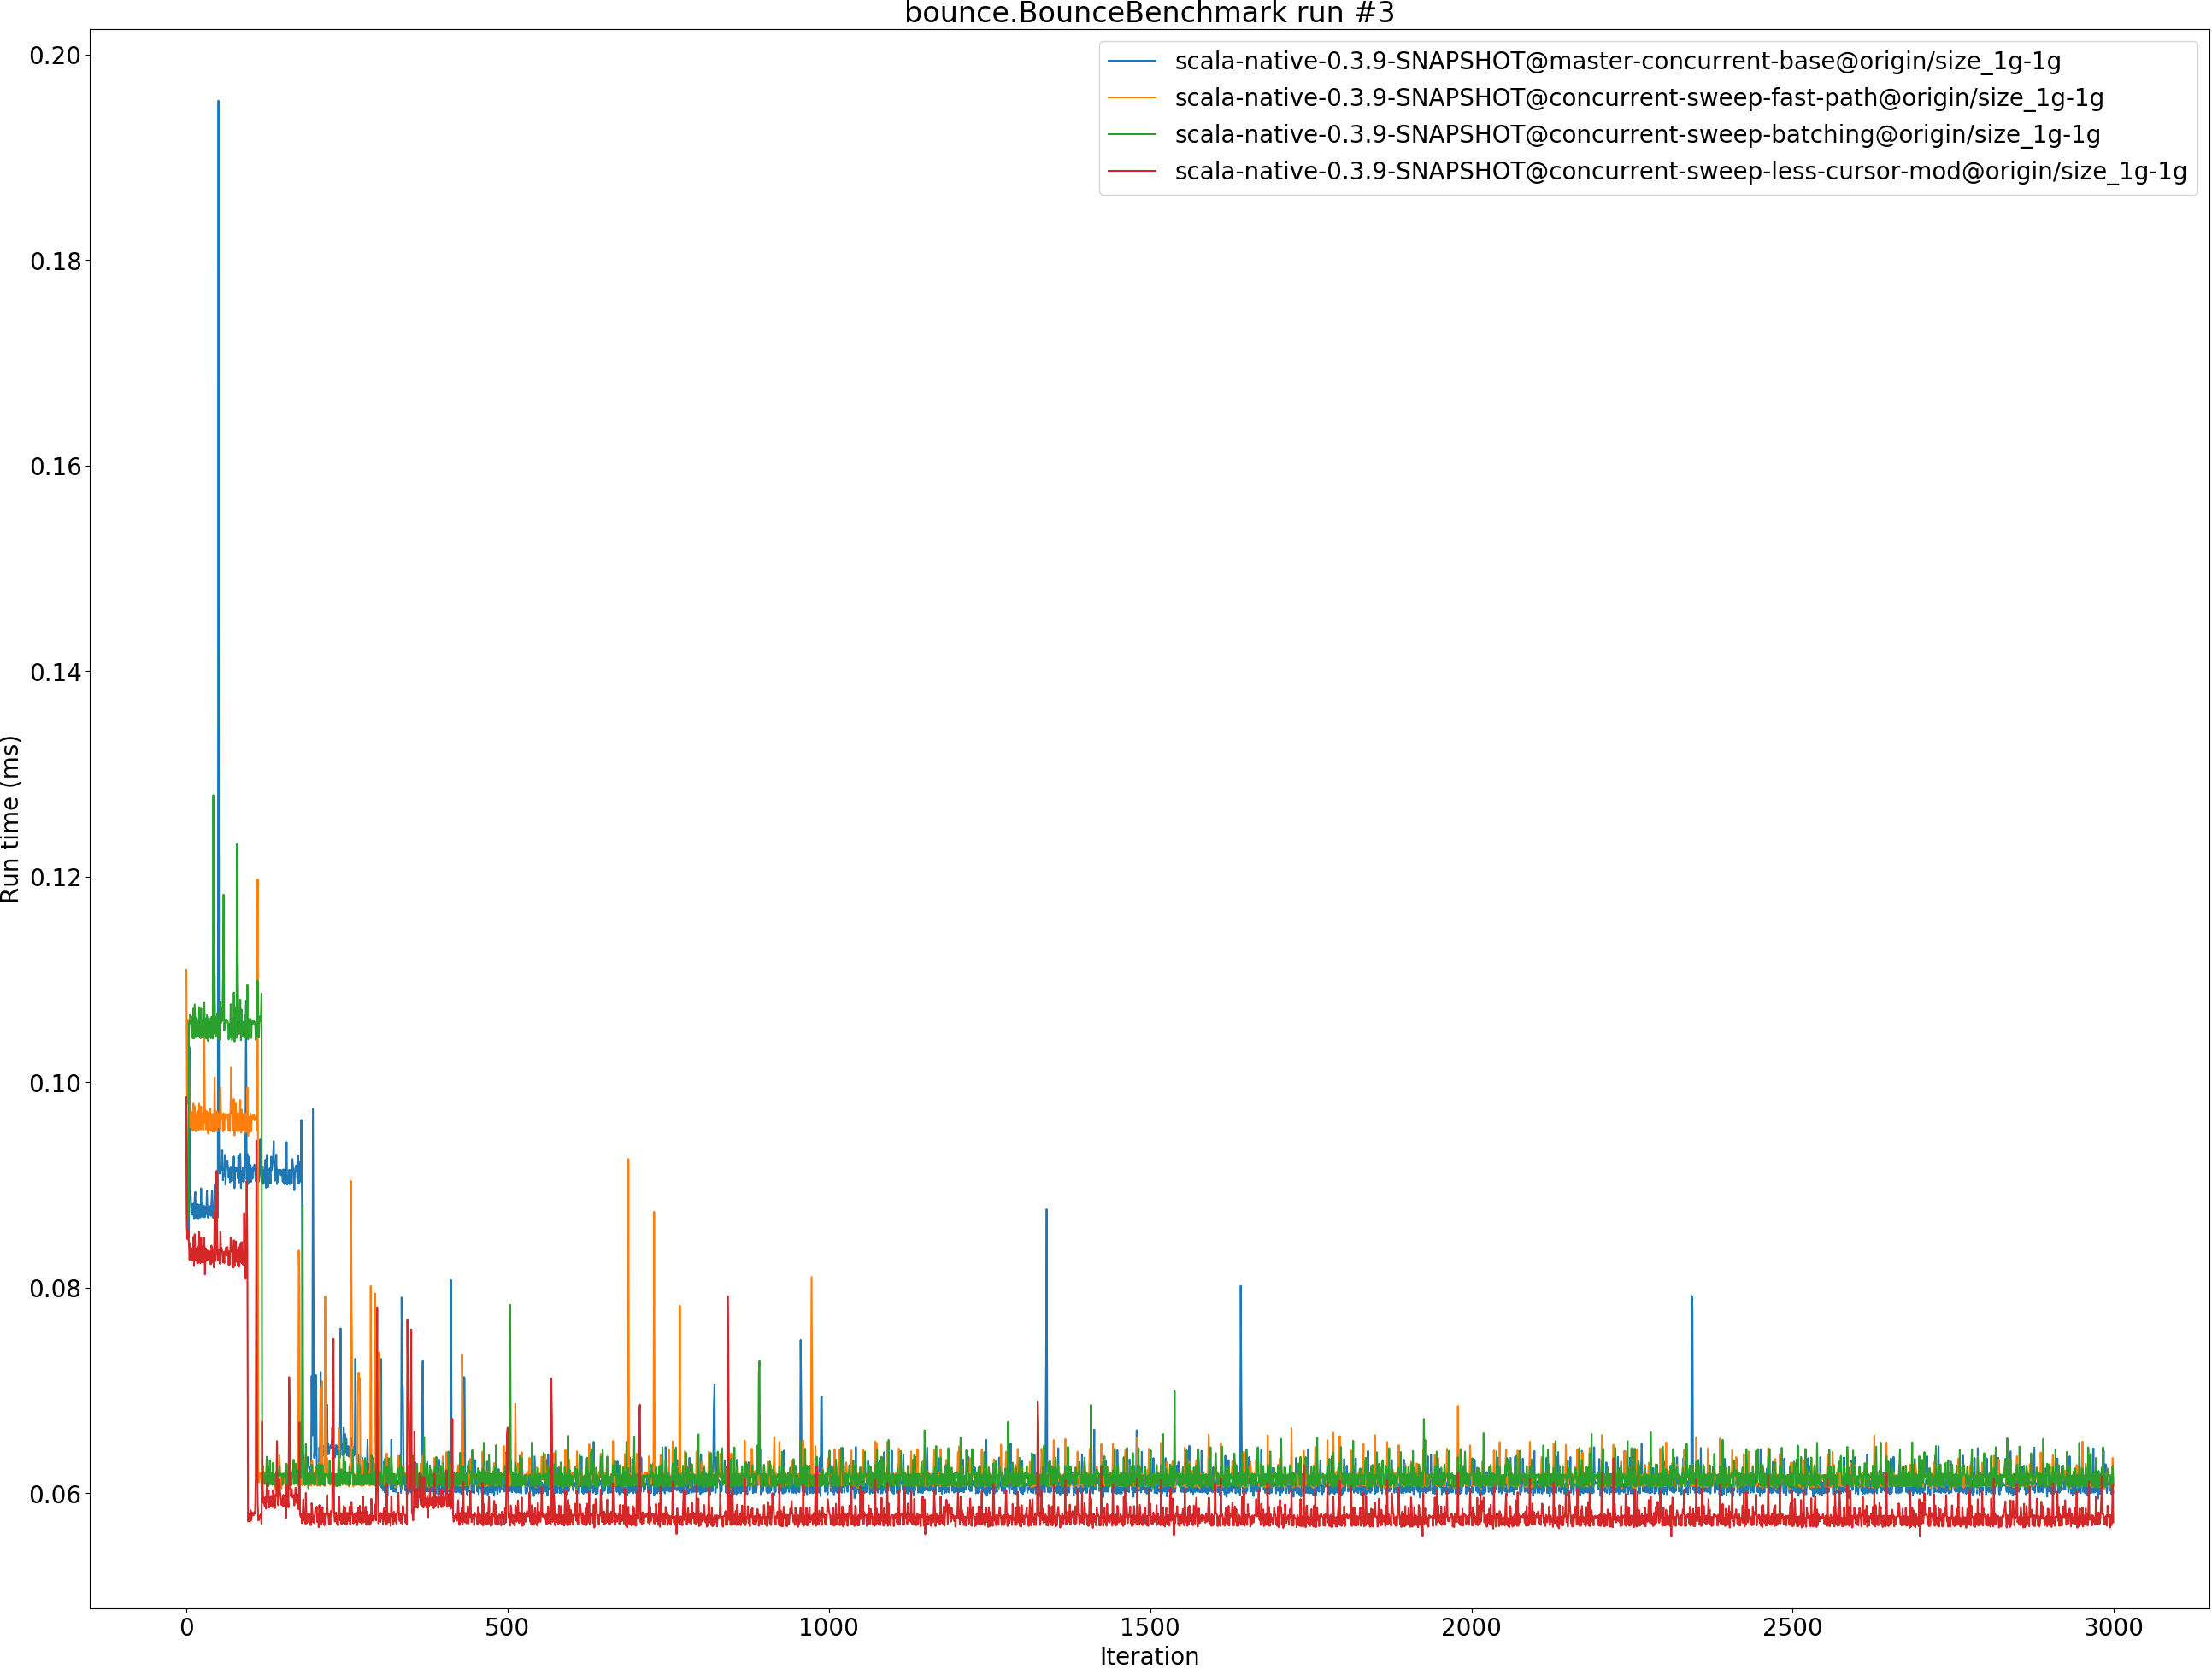 bounce.BounceBenchmark run #3
scala-native-0.3.9-SNAPSHOT@master-concurrent-base@origin/size_1g-1g
scala-native-0.3.9-SNAPSHOT@concurrent-sweep-fast-path@origin/size_1g-1g
scala-native-0.3.9-SNAPSHOT@concurrent-sweep-batching@origin/size_1g-1g
scala-native-0.3.9-SNAPSHOT@concurrent-sweep-less-cursor-mod@origin/size_1g-1g
Run time (ms)
0.20
0.18
0.16
0.14
0.12
0.10
0.08
0.06
0 500 1000 1500 2000 2500 3000
Iteration